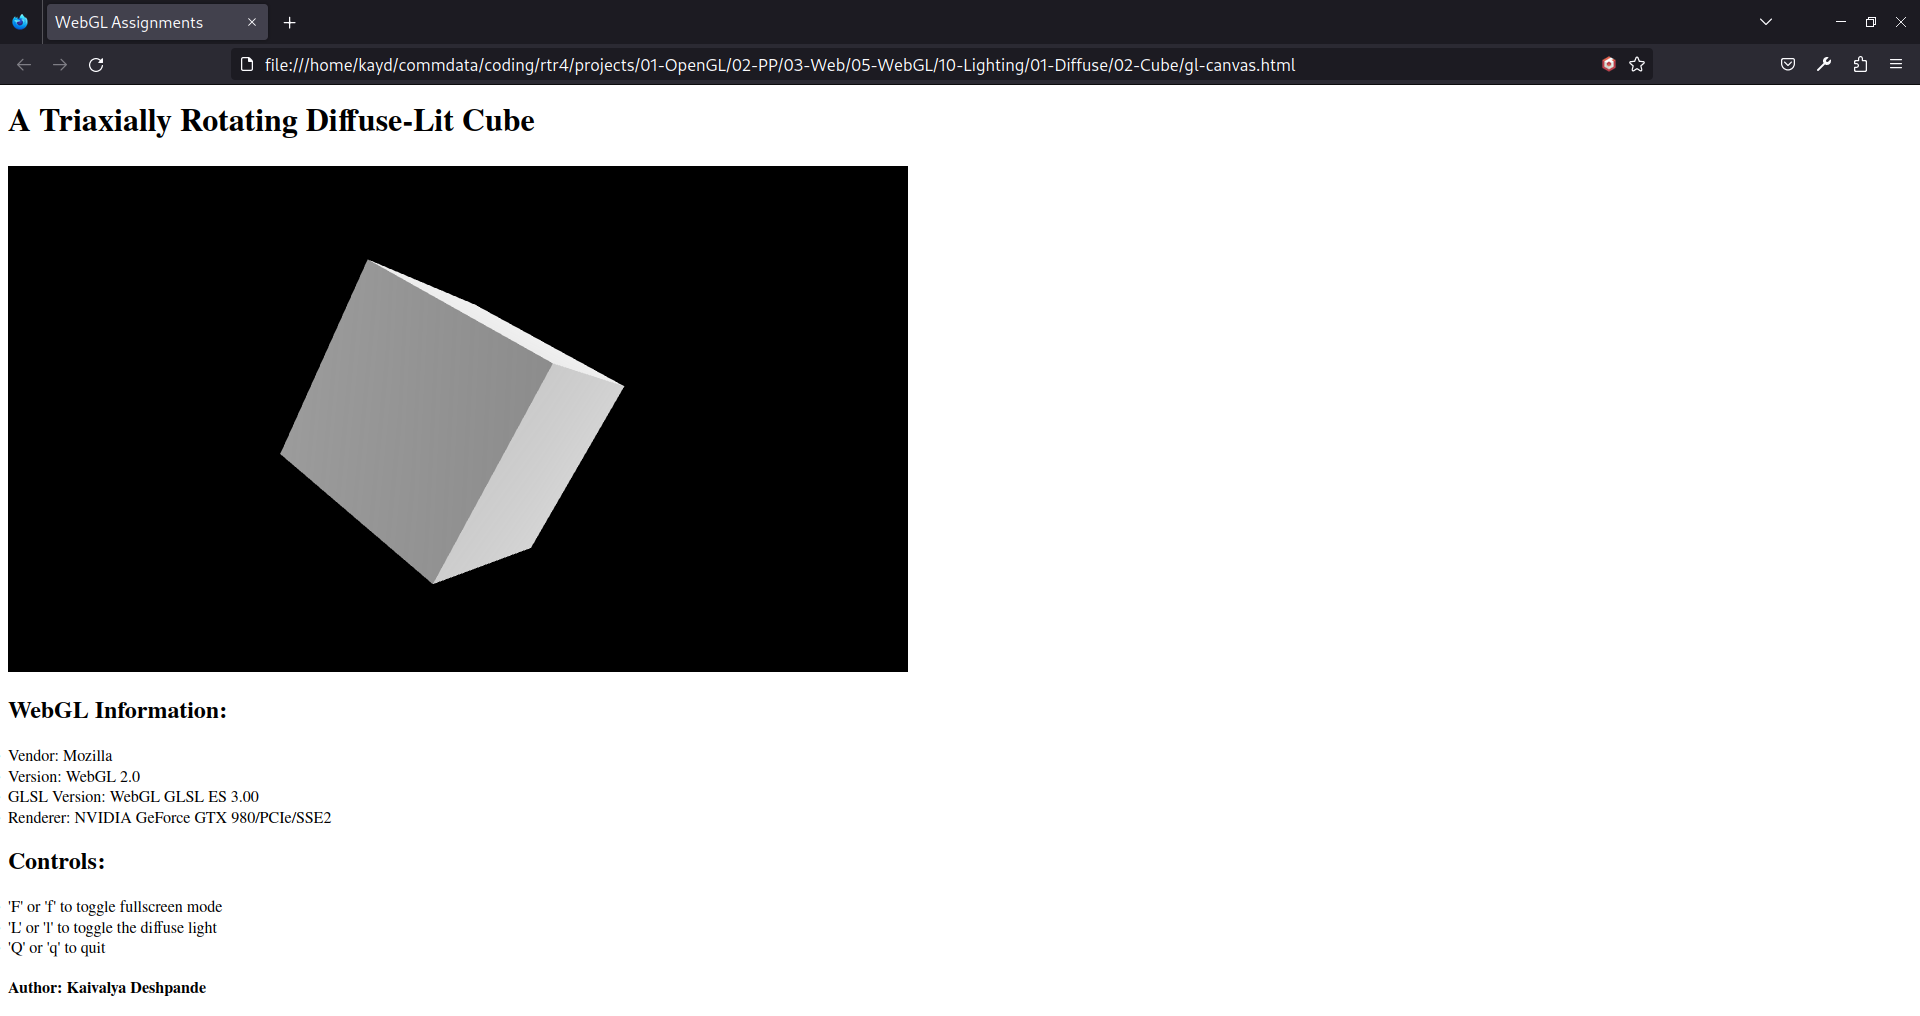 WebGL Assignments
file:///home/kayd/commdata/coding/rtr4/projects/01-OpenGL/02-PP/03-Web/05-WebGL/10-Lighting/01-Diffuse/02-Cube/gl-canvas.html
A Triaxially Rotating Diffuse-Lit Cube
WebGL Information:
Vendor: Mozilla
Version: WebGL 2.0
GLSL Version: WebGL GLSL ES 3.00
Renderer: NVIDIA GeForce GTX 980/PCIe/SSE2
Controls:
'F' or 'f' to toggle fullscreen mode
'L' or 'l' to toggle the diffuse light
'Q' or 'q' to quit
Author: Kaivalya Deshpande